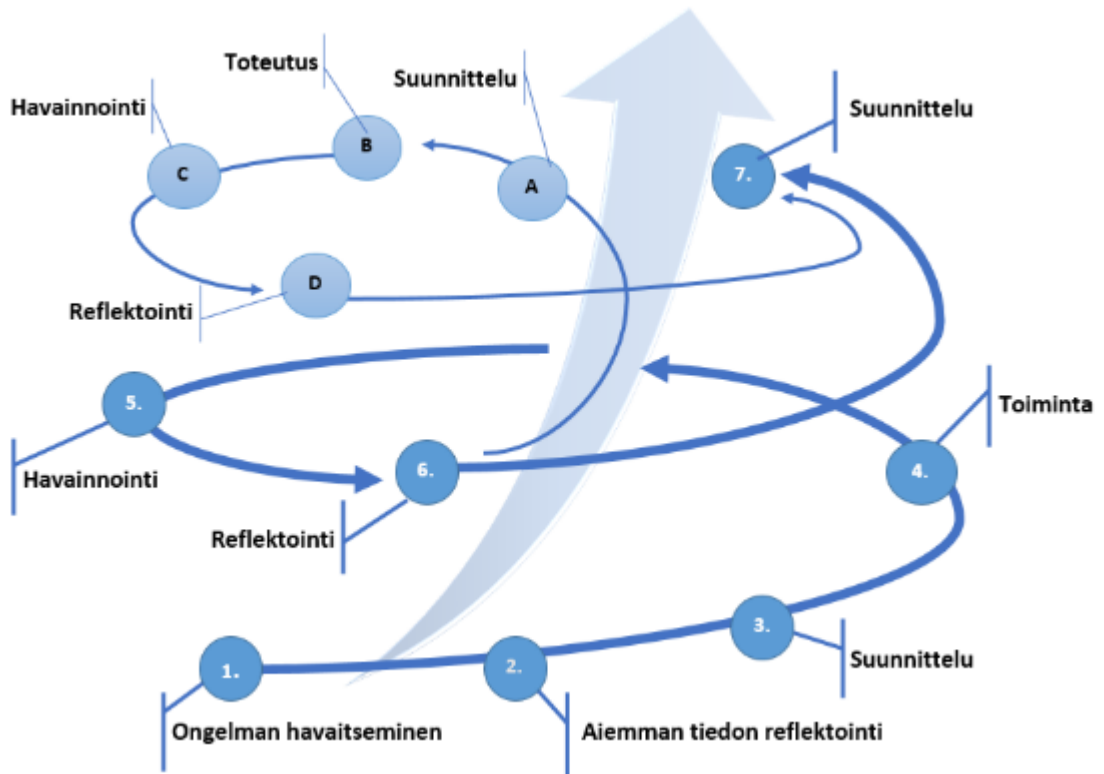 Toteutus
Suunnittelu
Suunnittelu
Havainnointi
B
C
A
7.
D
Reflektointi
5.
Toiminta
Havainnointi
6.
4.
Reflektointi
3.
1.
2.
Suunnittelu
Ongelman havaitseminen
Aiemman tiedon reflektointi